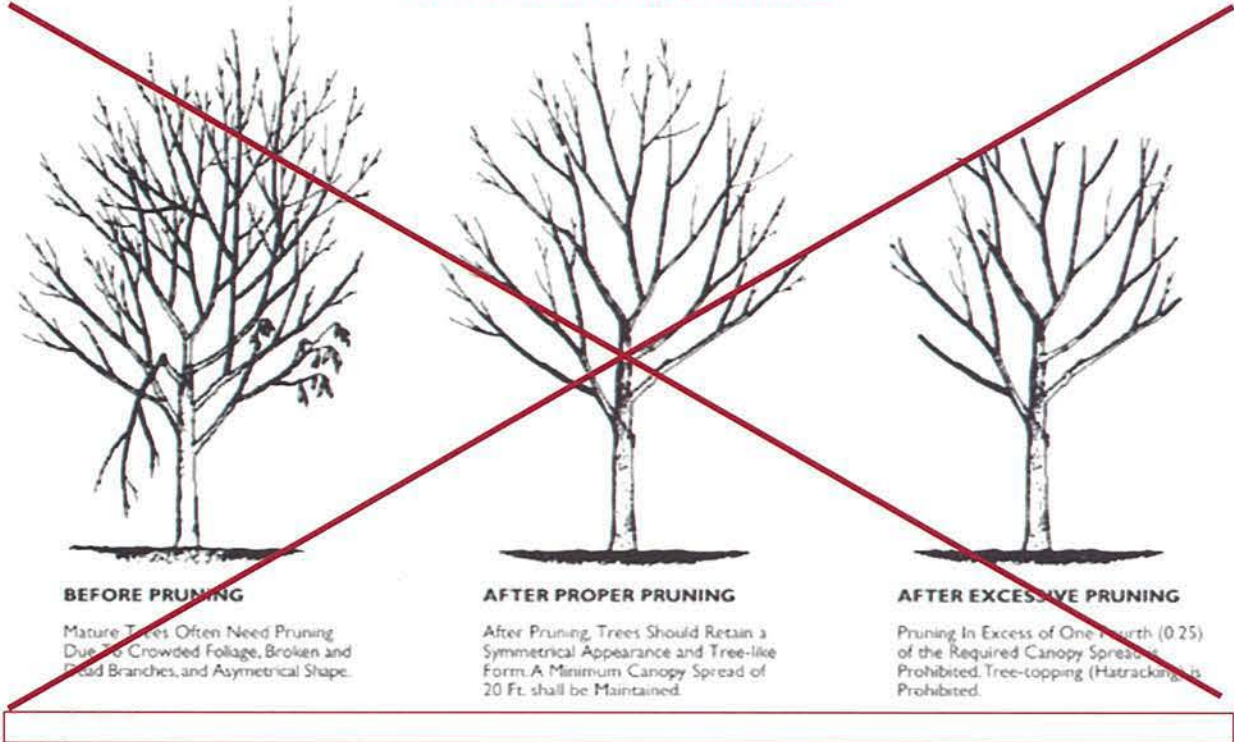 BEFORE PRUNING
Mature Trees Often Need Pruning
Due To Crowded Foliage, Broken and
Dead Branches, and Asymetrical Shape.
AFTER PROPER PRUNING
After Pruning, Trees Should Retain a
Symmetrical Appearance and Tree-like
Form. A Minimum Canopy Spread of
20 Ft. shall be Maintained.
AFTER EXCESSIVE PRUNING
Pruning In Excess of One Fourth (0.25)
of the Required Canopy Spread is
Prohibited. Tree-topping (Hatracking) is
Prohibited.